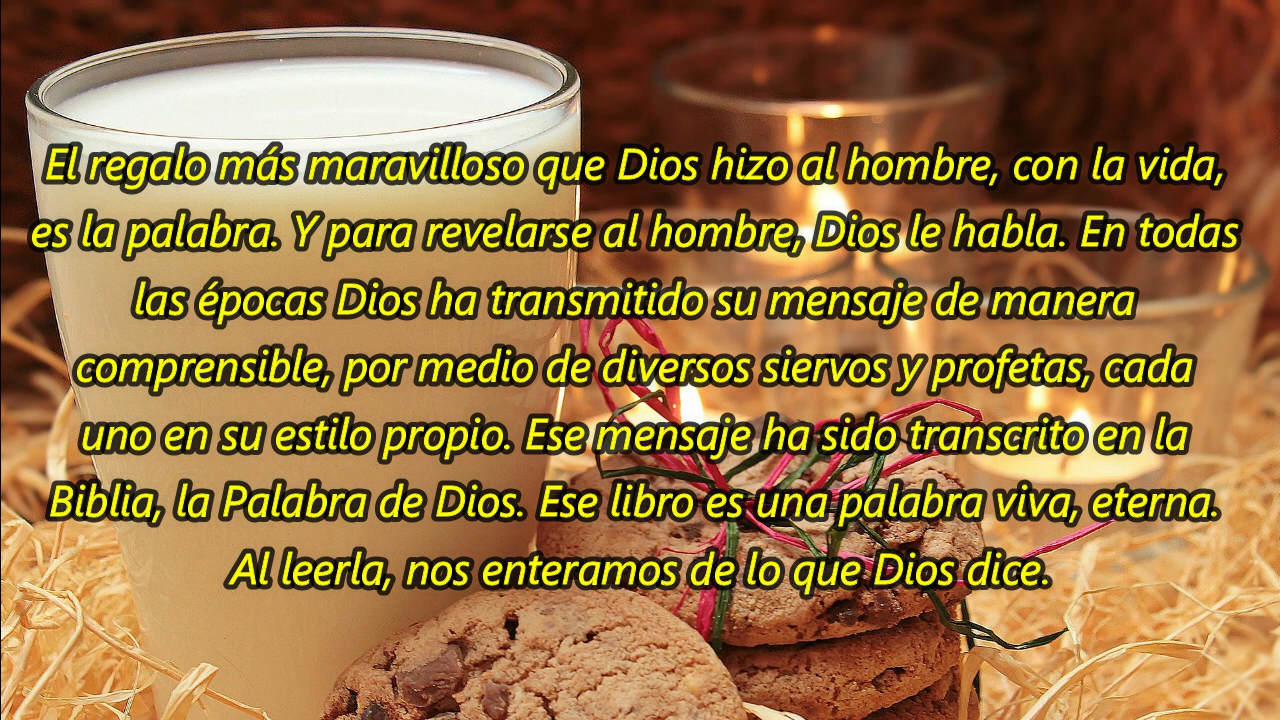 El regalo más maravilloso que Dios hizo al hombre, con la vida,
es la palabra. Y para revelarse al hombre, Dios le habla. En todas
las épocas Dios ha transmitido su mensaje de manera
comprensible, por medio de diversos siervos y profetas, cada
uno en su estilo propio. Ese mensaje ha sido transcrito en la
Biblia, la Palabra de Dios. Ese libro es una palabra viva, eterna.
Al leerla, nos enteramos de lo que Dios dice.